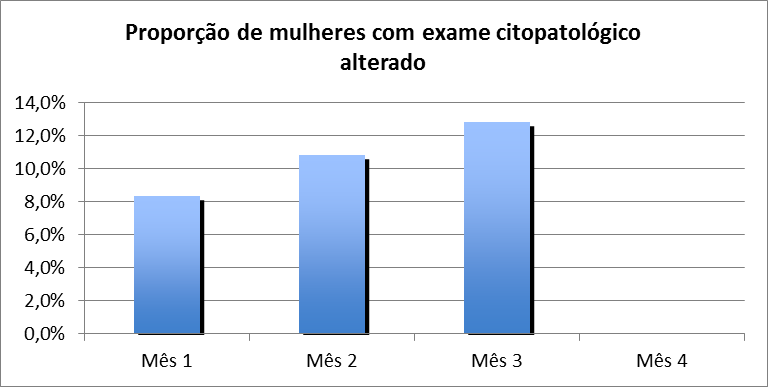 Proporção de mulheres com exame citopatológico
alterado
14,0%
12,0%
10,0%
8,0%
6,0%
4,0%
2,0%
0,0%
Mês 1 Mês 2 Mês 3 Mês 4